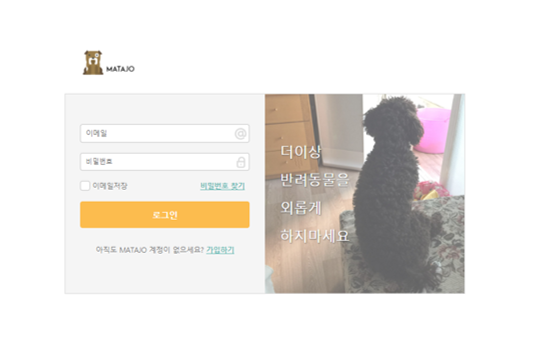 MATAJO
이메일
비밀번호
이메일저장 비밀번호 찾기
로그인
아직도 MATAJO 계정이 없으세요? 가입하기
더이상
반려동물을
외롭게
하지마세요